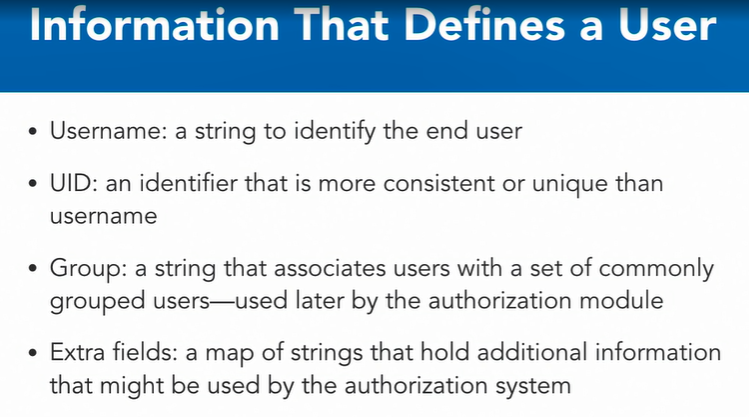 Information That Defines a User
• Username: a string to identify the end user
• UID: an identifier that is more consistent or unique than
username
• Group: a string that associates users with a set of commonly
grouped users—used later by the authorization module
• Extra fields: a map of strings that hold additional information
that might be used by the authorization system